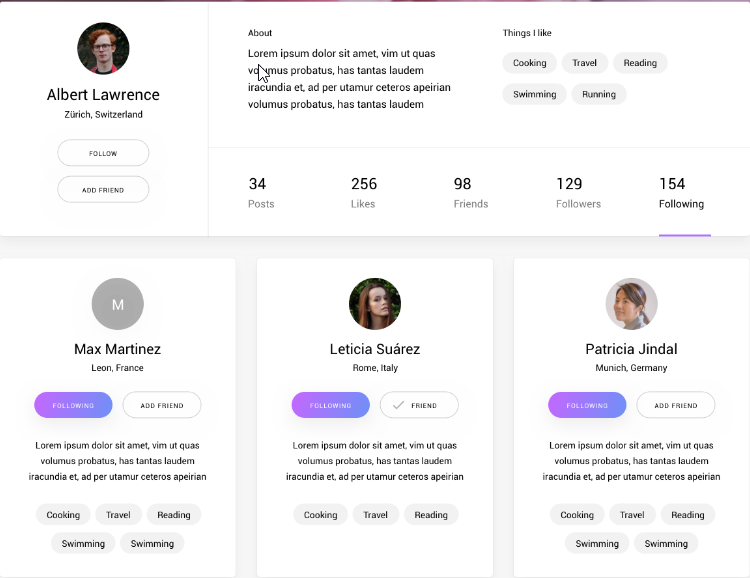 Albert Lawrence
Zürich, Switzerland
FOLLOW
ADD FRIEND
About
Lorem ipsum dolor sit amet, vim ut quas
volumus probatus, has tantas laudem
iracundia et, ad per utamur ceteros apeirian
volumus probatus, has tantas laudem
Things I like
Cooking Travel Reading
Swimming Running
34 256 98 129 154
Posts Likes Friends Followers Following
M
Max Martinez
Leon, France
FOLLOWING ADD FRIEND
Lorem ipsum dolor sit amet, vim ut quas
volumus probatus, has tantas laudem
iracundia et, ad per utamur ceteros apeirian
Cooking Travel Reading
Swimming Swimming
Leticia Suárez
Rome, Italy
FOLLOWING FRIEND
Lorem ipsum dolor sit amet, vim ut quas
volumus probatus, has tantas laudem
iracundia et, ad per utamur ceteros apeirian
Cooking Travel Reading
Patricia Jindal
Munich, Germany
FOLLOWING ADD FRIEND
Lorem ipsum dolor sit amet, vim ut quas
volumus probatus, has tantas laudem
iracundia et, ad per utamur ceteros apeirian
Cooking Travel Reading
Swimming Swimming